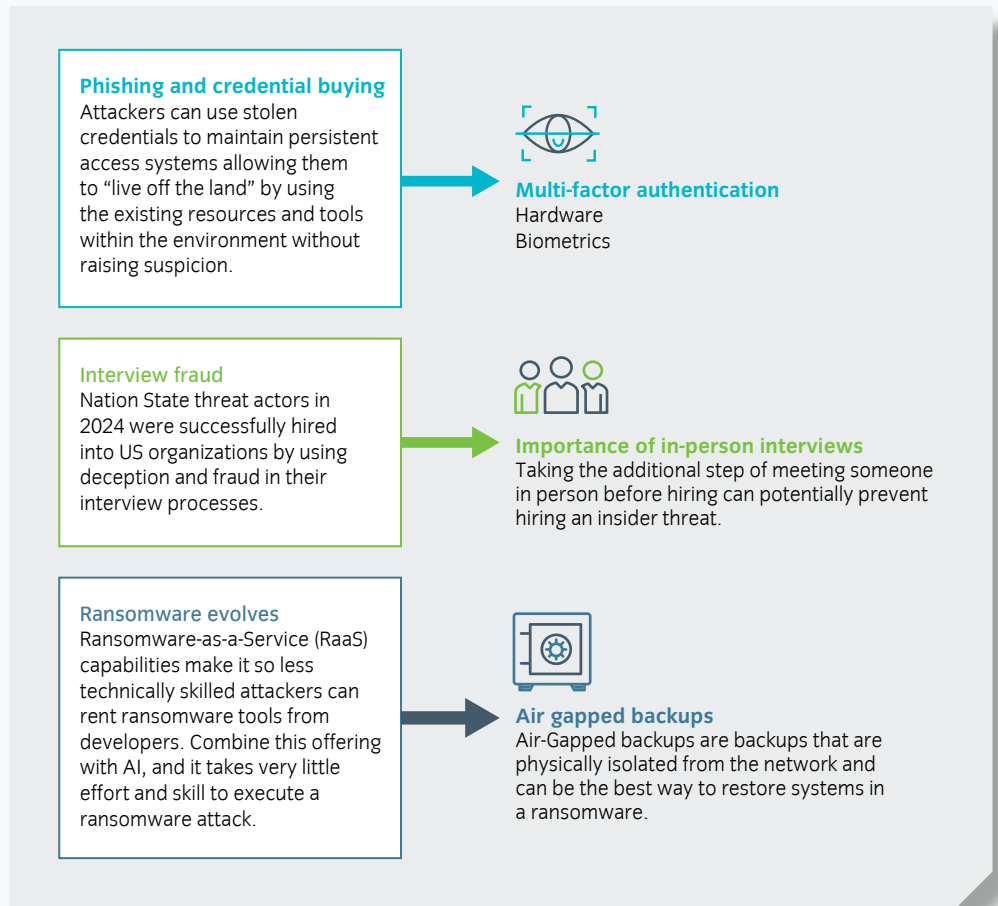 Phishing and credential buying
Attackers can use stolen
credentials to maintain persistent
access systems allowing them
to “live off the land” by using
the existing resources and tools
within the environment without
raising suspicion.
Multi-factor authentication
Hardware
Biometrics
Interview fraud
Nation State threat actors in
2024 were successfully hired
into US organizations by using
deception and fraud in their
interview processes.
Importance of in-person interviews
Taking the additional step of meeting someone
in person before hiring can potentially prevent
hiring an insider threat.
Ransomware evolves
Ransomware-as-a-Service (RaaS)
capabilities make it so less
technically skilled attackers can
rent ransomware tools from
developers. Combine this offering
with AI, and it takes very little
effort and skill to execute a
ransomware attack.
Air gapped backups
Air-Gapped backups are backups that are
physically isolated from the network and
can be the best way to restore systems in
a ransomware.